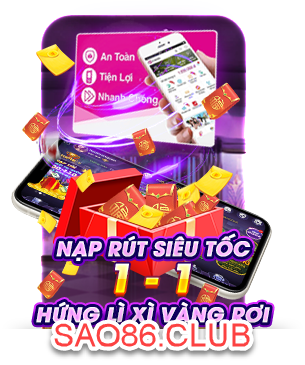 An Toàn
Tiện Lợi
Nhanh Chóng
NẠP RÚT SIÊU TỐC
1 - 1
HỨNG LÌ XÌ VÀNG RƠI
SAO86.CLUB